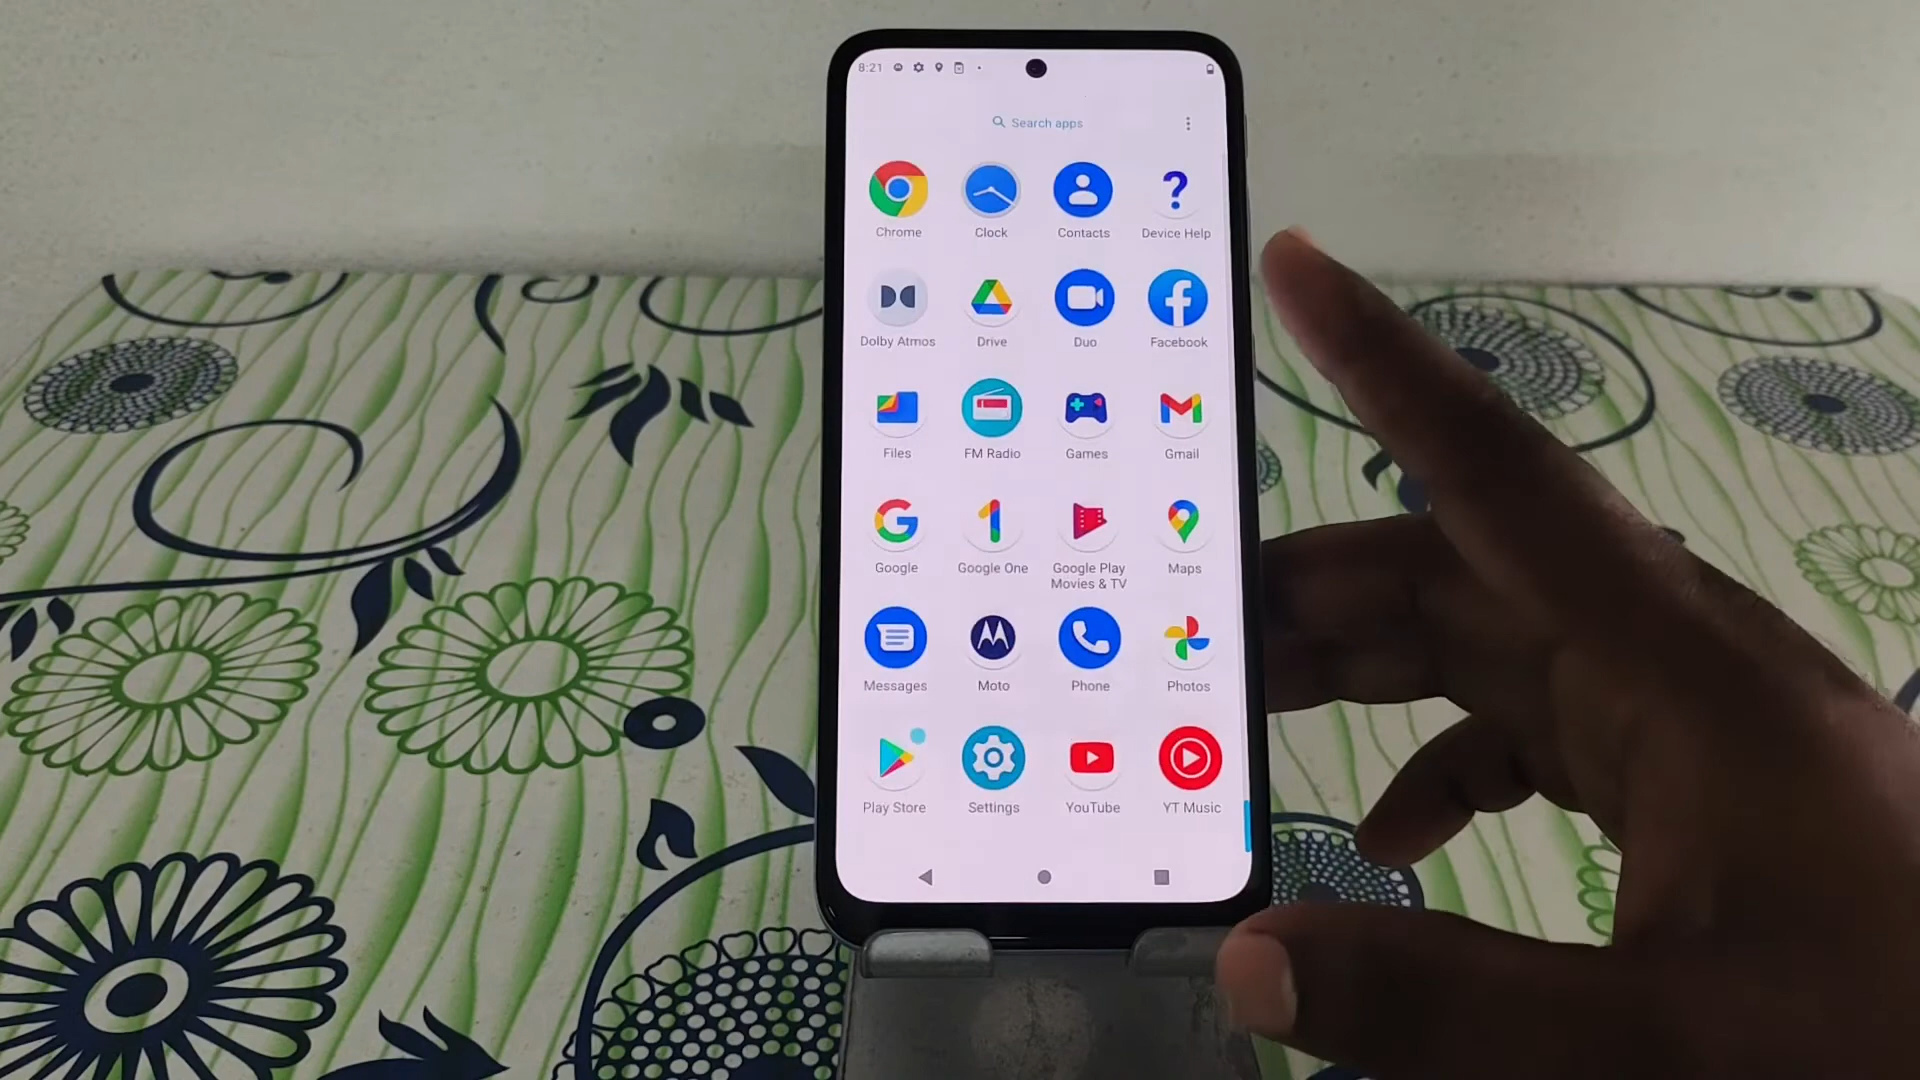 8:21
Search apps
Chrome
Clock
Contacts
Device Help
Dolby Atmos
Drive
Duo
Facebook
Files
FM Radio
Games
Gmail
Google
Google One
Google Play
Movies & TV
Maps
Messages
Moto
Phone
Photos
Play Store
Settings
YouTube
YT Music